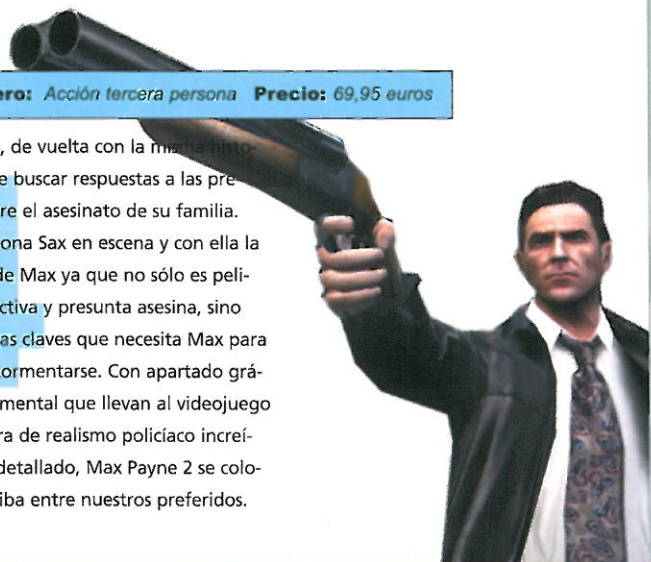 ero: Acción tercera persona Precio: 69,95 euros
, de vuelta con la misma histo-
e buscar respuestas a las pre-
re el asesinato de su familia.
ona Sax en escena y con ella la
de Max ya que no sólo es peli-
ctiva y presunta asesina, sino
as claves que necesita Max para
tormentarse. Con apartado grá-
mental que llevan al videojuego
ra de realismo policíaco increí-
detallado, Max Payne 2 se colo-
iba entre nuestros preferidos.